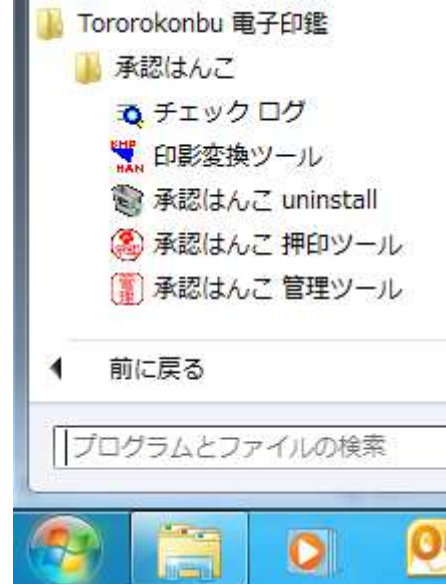 Tororokonbu 電子印鑑
承認はんこ
チェック ログ
印影変換ツール
承認はんこ uninstall
承認はんこ 押印ツール
承認はんこ 管理ツール
前に戻る
プログラムとファイルの検索